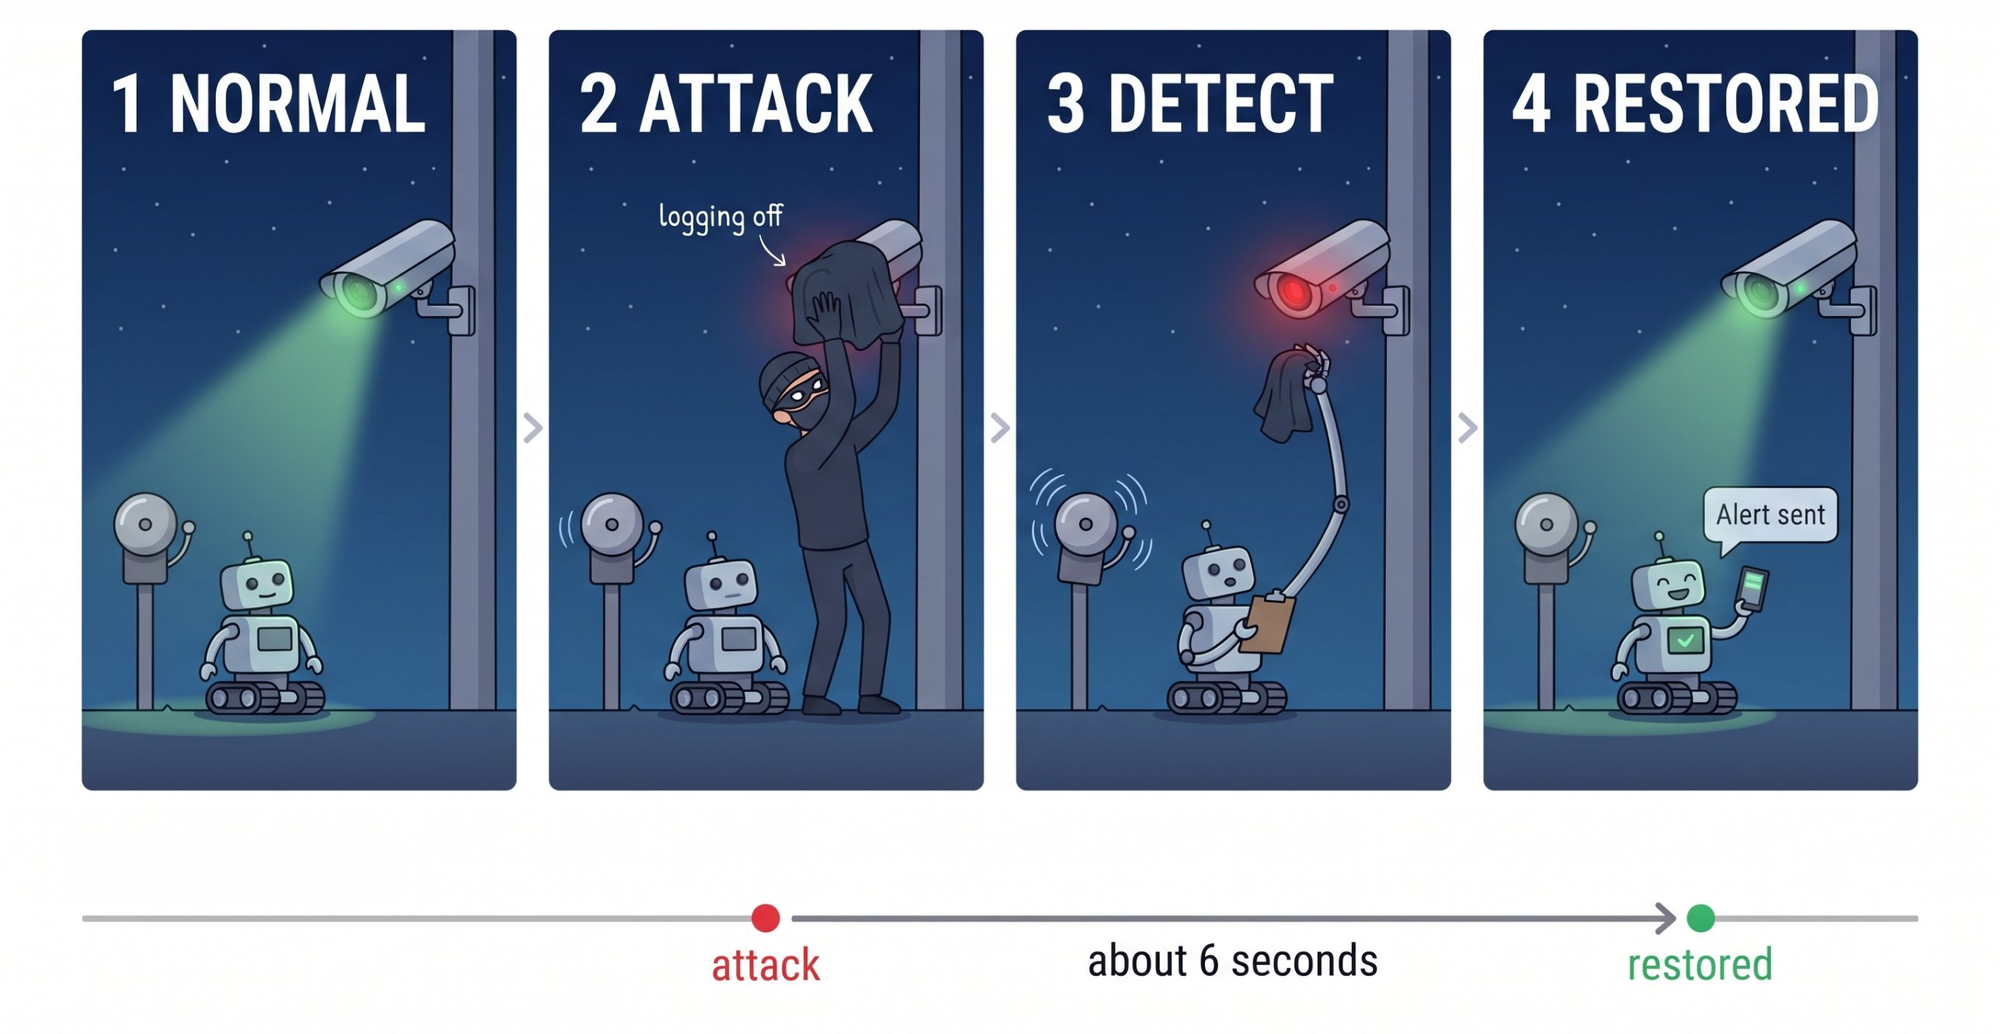 1 NORMAL
2 ATTACK
3 DETECT
4 RESTORED
logging off
Alert sent
attack
about 6 seconds
restored